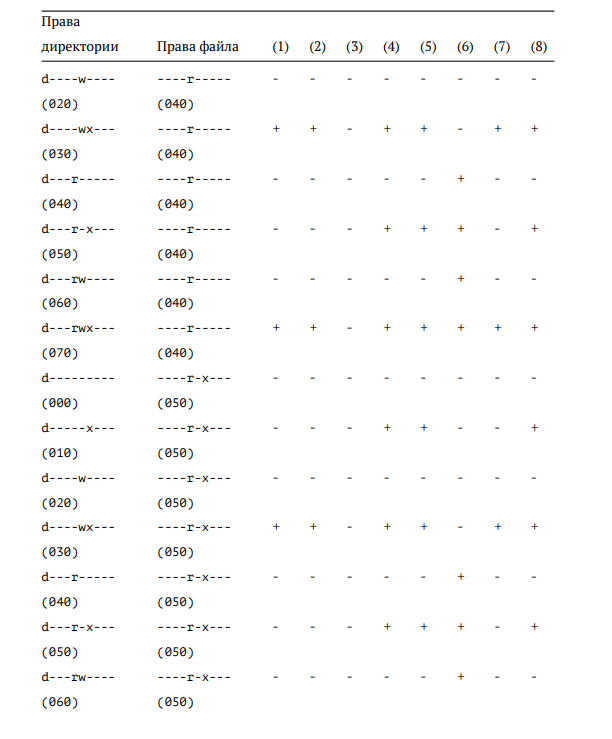 Права
директории Права файла (1) (2) (3) (4) (5) (6) (7) (8)
d----w---- ----r----- - - - - - - - -
(020) (040)
d----wx--- ----r----- + + - + + - + +
(030) (040)
d---r----- ----r----- - - - - - + - -
(040) (040)
d---r-x--- ----r----- - - - + + + - +
(050) (040)
d---rw---- ----r----- - - - - - + - -
(060) (040)
d---rwx--- ----r----- + + - + + + + +
(070) (040)
d--------- ----r-x--- - - - - - - - -
(000) (050)
d-----x--- ----r-x--- - - - + + - - +
(010) (050)
d----w---- ----r-x--- - - - - - - - -
(020) (050)
d----wx--- ----r-x--- + + - + + - + +
(030) (050)
d---r----- ----r-x--- - - - - - + - -
(040) (050)
d---r-x--- ----r-x--- - - - + + + - +
(050) (050)
d---rw---- ----r-x--- - - - - - + - -
(060) (050)